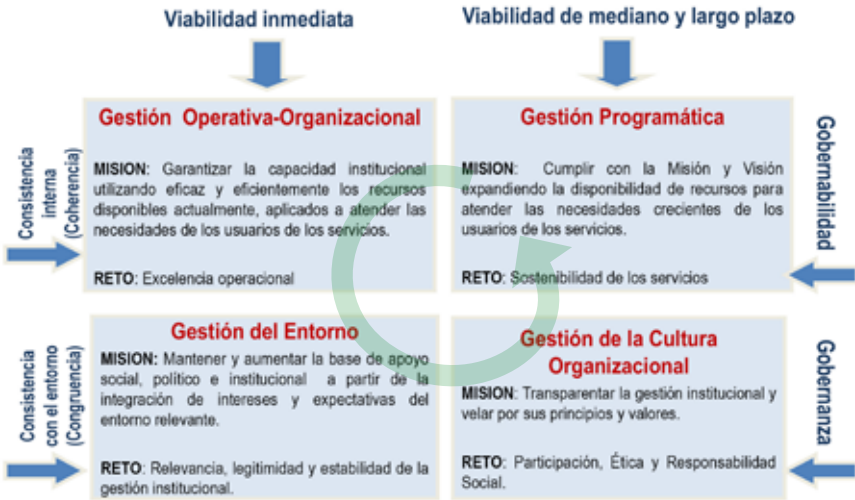 Viabilidad inmediata
Viabilidad de mediano y largo plazo
Consistencia
interna
(Coherencia)
Gestión Operativa-Organizacional
MISION: Garantizar la capacidad institucional
utilizando eficaz y eficientemente los recursos
disponibles actualmente, aplicados a atender las
necesidades de los usuarios de los servicios.
RETO: Excelencia operacional
Gestión Programática
MISION: Cumplir con la Misión y Visión
expandiendo la disponibilidad de recursos para
atender las necesidades crecientes de los
usuarios de los servicios.
RETO: Sostenibilidad de los servicios
Gobernabilidad
Consistencia
con el entorno
(Congruencia)
Gestión del Entorno
MISION: Mantener y aumentar la base de apoyo
social, político e institucional a partir de la
integración de intereses y expectativas del
entorno relevante.
RETO: Relevancia, legitimidad y estabilidad de la
gestión institucional.
Gestión de la Cultura
Organizacional
MISION: Transparentar la gestión institucional y
velar por sus principios y valores.
RETO: Participación, Ética y Responsabilidad
Social.
Gobernanza